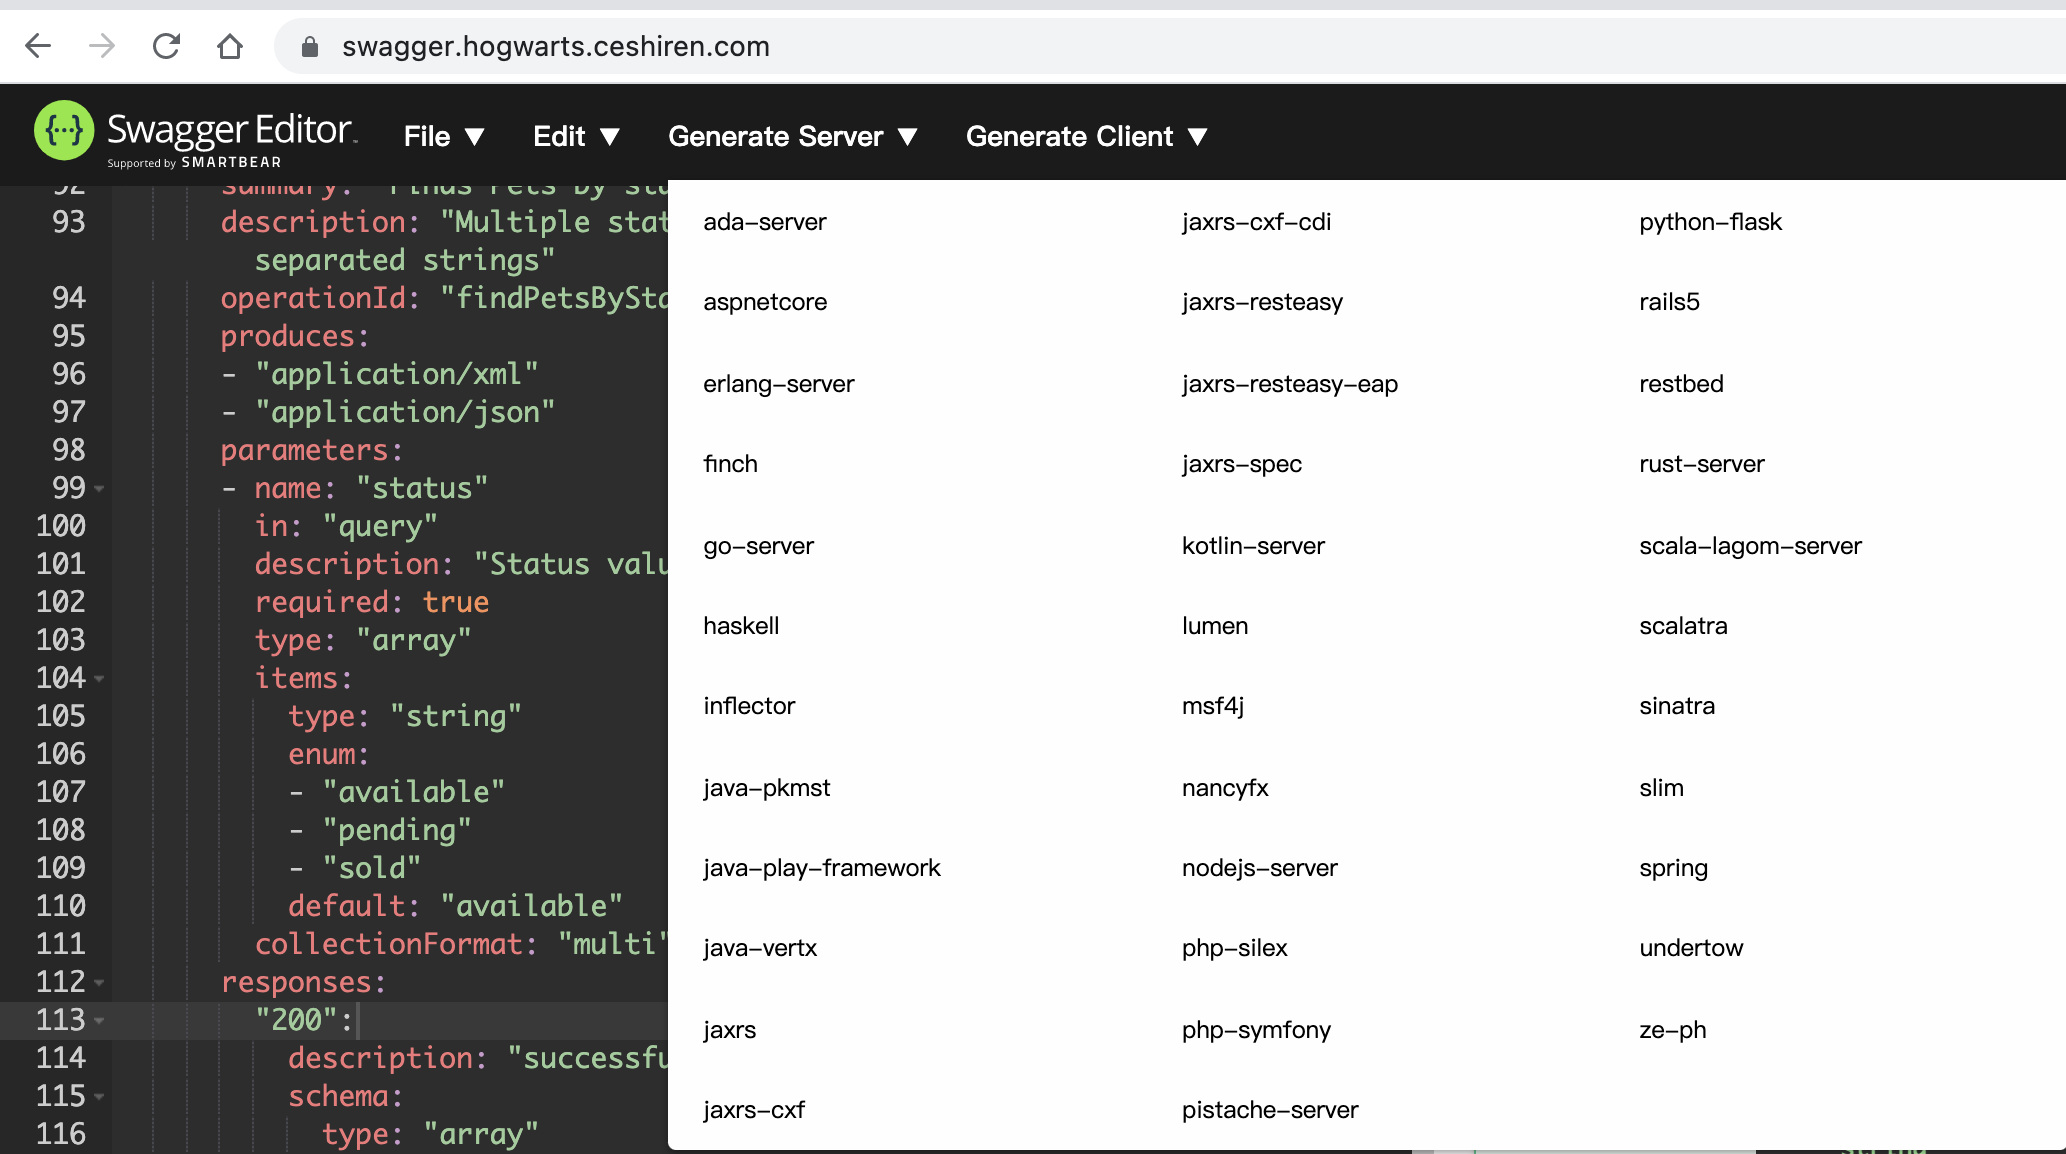 swagger.hogwarts.ceshiren.com
Swagger Editor
Supported by SMARTBEAR
File ▼ Edit ▼ Generate Server ▼ Generate Client ▼
92 summary: "Finds Pets by
93 description: "Multiple
separated strings"
94 operationId: "findPetsBySta
95 produces:
96 - "application/xml"
97 - "application/json"
98 parameters:
99 - name: "status"
100 in: "query"
101 description: "Status valu
102 required: true
103 type: "array"
104 items:
105 type: "string"
106 enum:
107 - "available"
108 - "pending"
109 - "sold"
110 default: "available"
111 collectionFormat: "multi"
112 responses:
113 "200":
114 description: "successfu
115 schema:
116 type: "array"
ada-server
aspnetcore
erlang-server
finch
go-server
haskell
inflector
java-pkmst
java-play-framework
java-vertx
jaxrs
jaxrs-cxf
jaxrs-cxf-cdi
jaxrs-resteasy
jaxrs-resteasy-eap
jaxrs-spec
kotlin-server
lumen
msf4j
nancyfx
nodejs-server
php-silex
php-symfony
pistache-server
python-flask
rails5
restbed
rust-server
scala-lagom-server
scalatra
sinatra
slim
spring
undertow
ze-ph